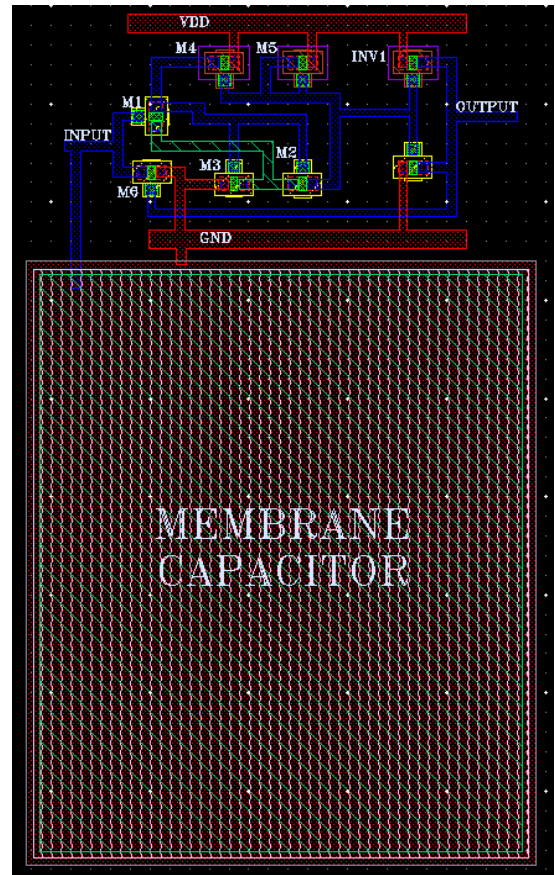 VDD
M4
M5
INV1
M1
OUTPUT
INPUT
M3
M2
M6
GND
MEMBRANE
CAPACITOR